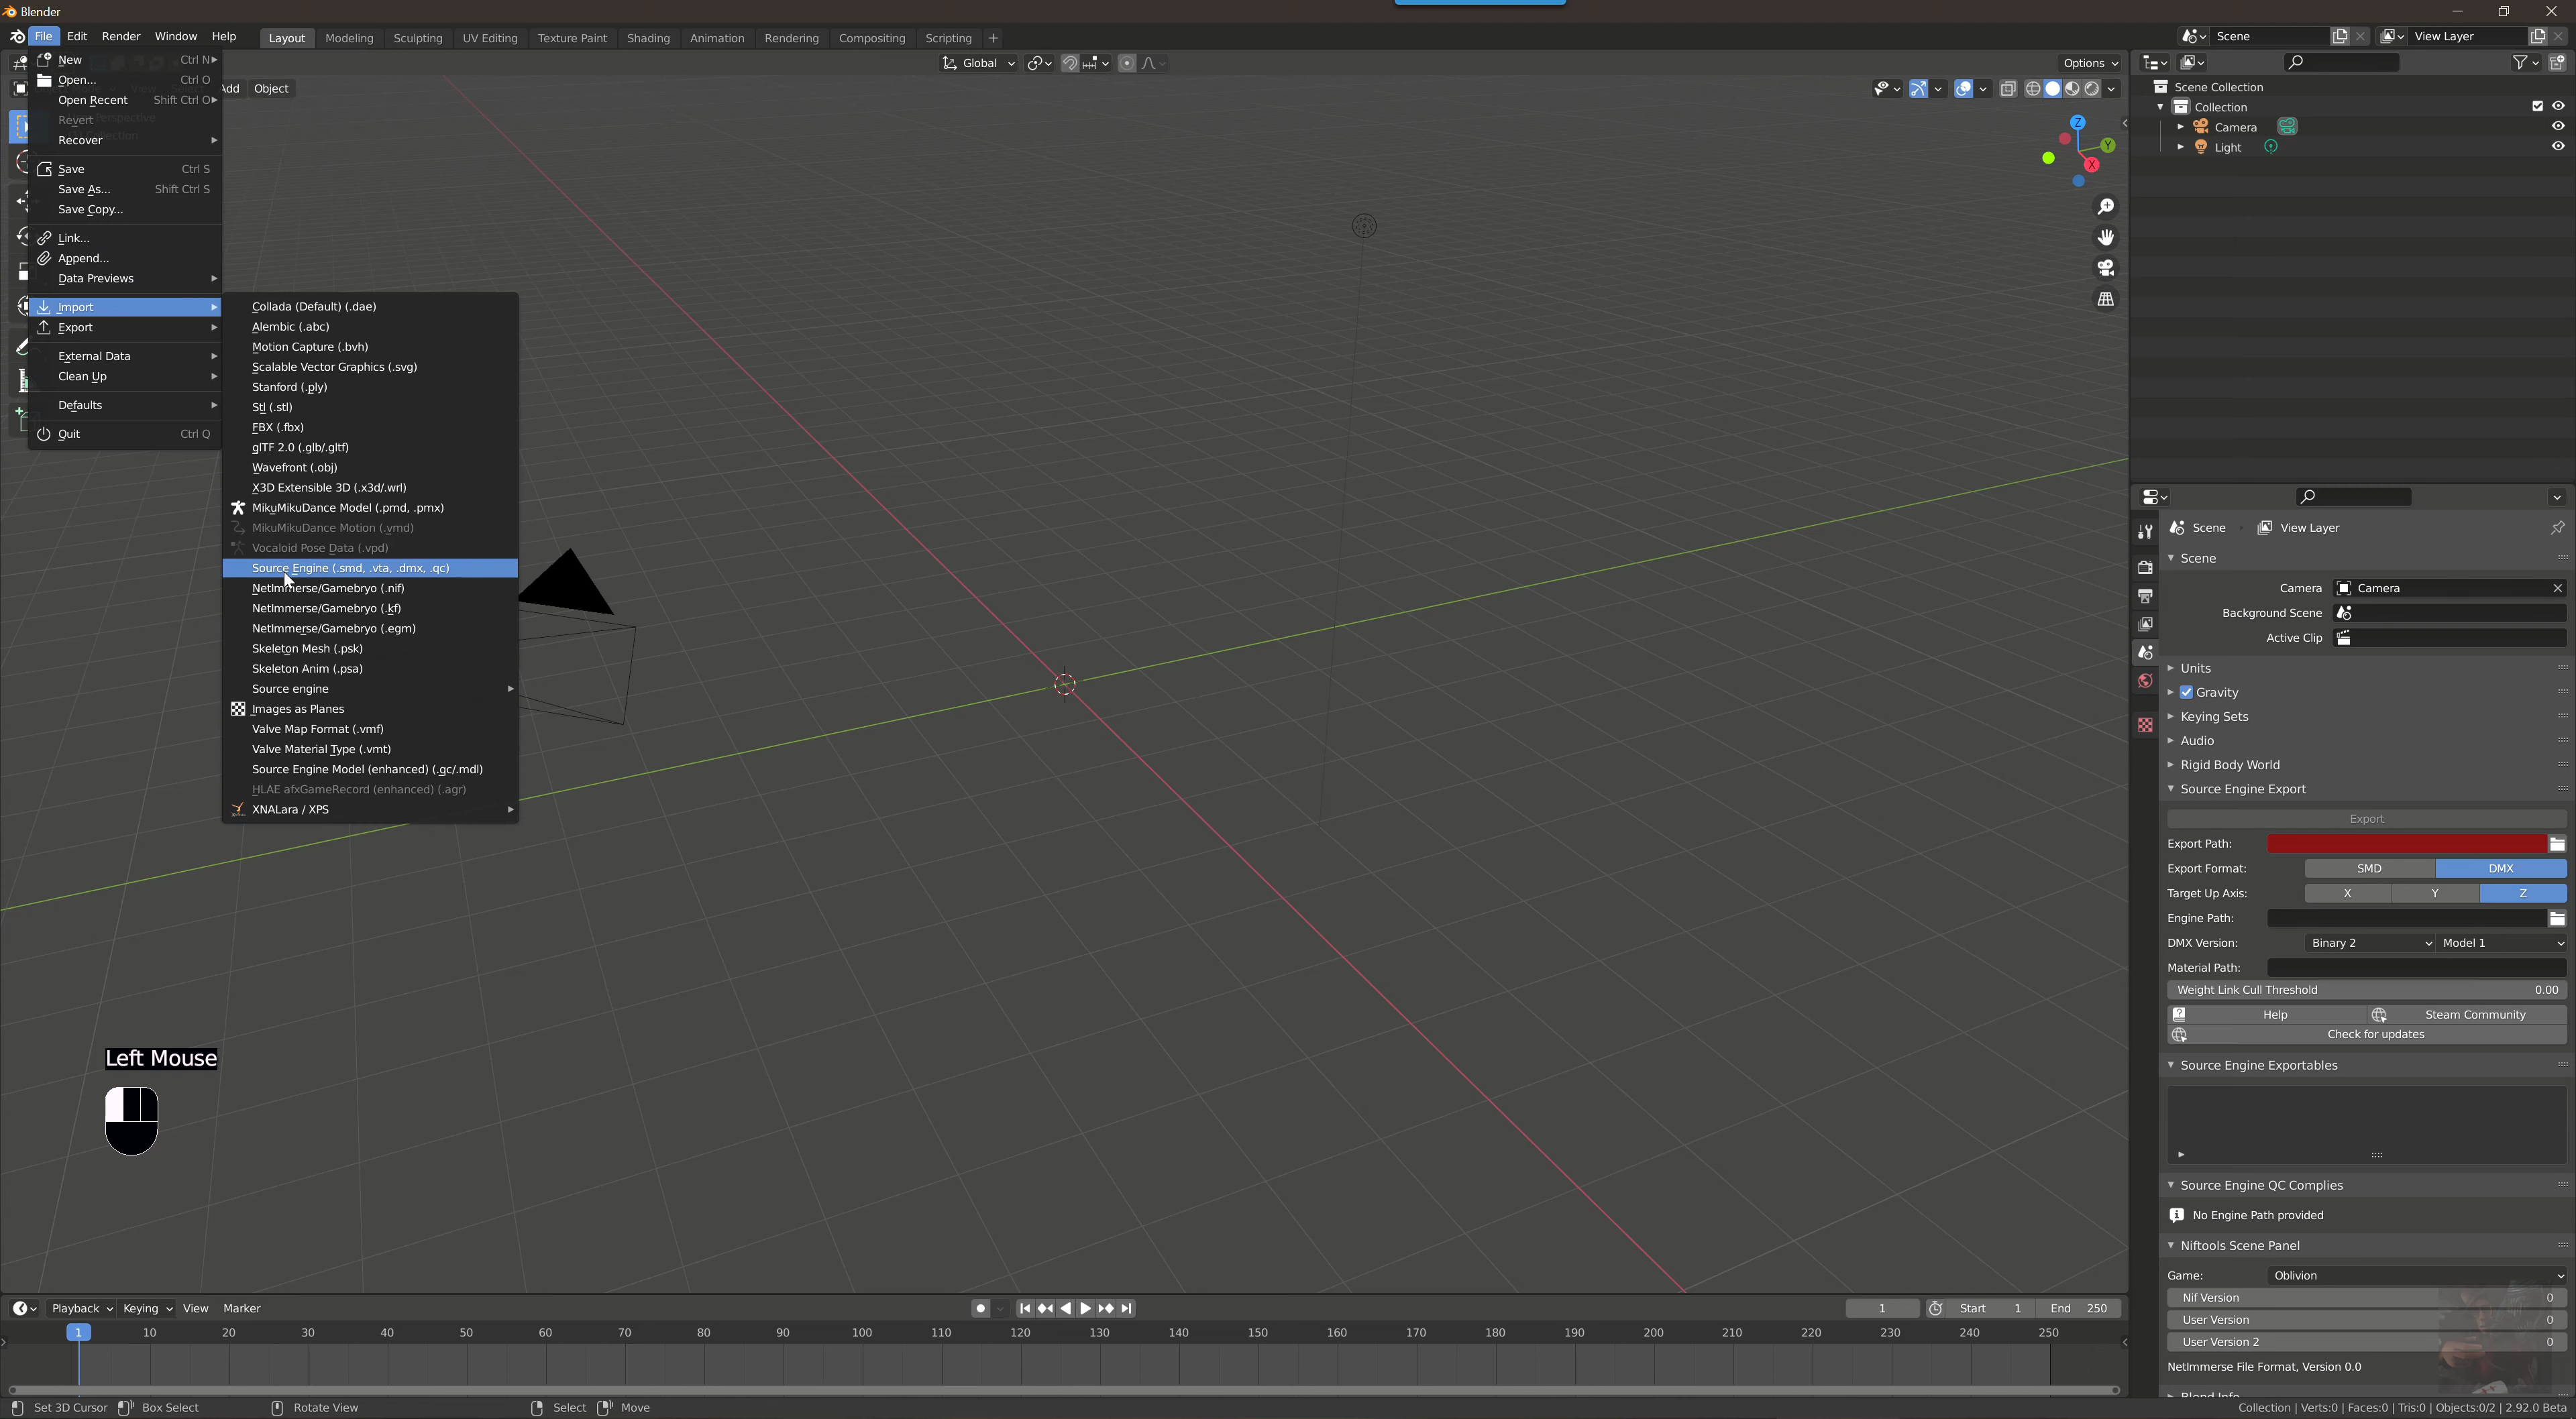 Blender
File Edit Render Window Help Layout Modeling Sculpting UV Editing Texture Paint Shading Animation Rendering Compositing Scripting + Scene View Layer
Global Options
Add Object
New Ctrl N
Open... Ctrl O
Open Recent Shift Ctrl O
Revert
Recover
Save Ctrl S
Save As... Shift Ctrl S
Save Copy...
Link...
Append...
Data Previews
Import
Export
External Data
Clean Up
Defaults
Quit Ctrl Q
Collada (Default) (.dae)
Alembic (.abc)
Motion Capture (.bvh)
Scalable Vector Graphics (.svg)
Stanford (.ply)
Stl (.stl)
FBX (.fbx)
glTF 2.0 (.glb/.gltf)
Wavefront (.obj)
X3D Extensible 3D (.x3d/.wrl)
MikuMikuDance Model (.pmd, .pmx)
MikuMikuDance Motion (.vmd)
Vocaloid Pose Data (.vpd)
Source Engine (.smd, .vta, .dmx, .qc)
NetImmerse/Gamebryo (.nif)
NetImmerse/Gamebryo (.kf)
NetImmerse/Gamebryo (.egm)
Skeleton Mesh (.psk)
Skeleton Anim (.psa)
Source engine
Images as Planes
Valve Map Format (.vmf)
Valve Material Type (.vmt)
Source Engine Model (enhanced) (.qc/.mdl)
HLAE afxGameRecord (enhanced) (.agr)
XNALara / XPS
Z
Y
X
Left Mouse
Scene Collection
Collection
Camera
Light
Scene View Layer
Scene
Camera Camera
Background Scene
Active Clip
Units
Gravity
Keying Sets
Audio
Rigid Body World
Source Engine Export
Export
Export Path:
Export Format: SMD DMX
Target Up Axis: X Y Z
Engine Path:
DMX Version: Binary 2 Model 1
Material Path:
Weight Link Cull Threshold 0.00
Help Steam Community
Check for updates
Source Engine Exportables
Source Engine QC Complies
No Engine Path provided
Niftools Scene Panel
Game: Oblivion
Nif Version 0
User Version 0
User Version 2 0
NetImmerse File Format, Version 0.0
Playback Keying View Marker 1 Start 1 End 250
1 10 20 30 40 50 60 70 80 90 100 110 120 130 140 150 160 170 180 190 200 210 220 230 240 250
Set 3D Cursor Box Select Rotate View Select Move Collection | Verts:0 | Faces:0 | Tris:0 | Objects:0/2 | 2.92.0 Beta